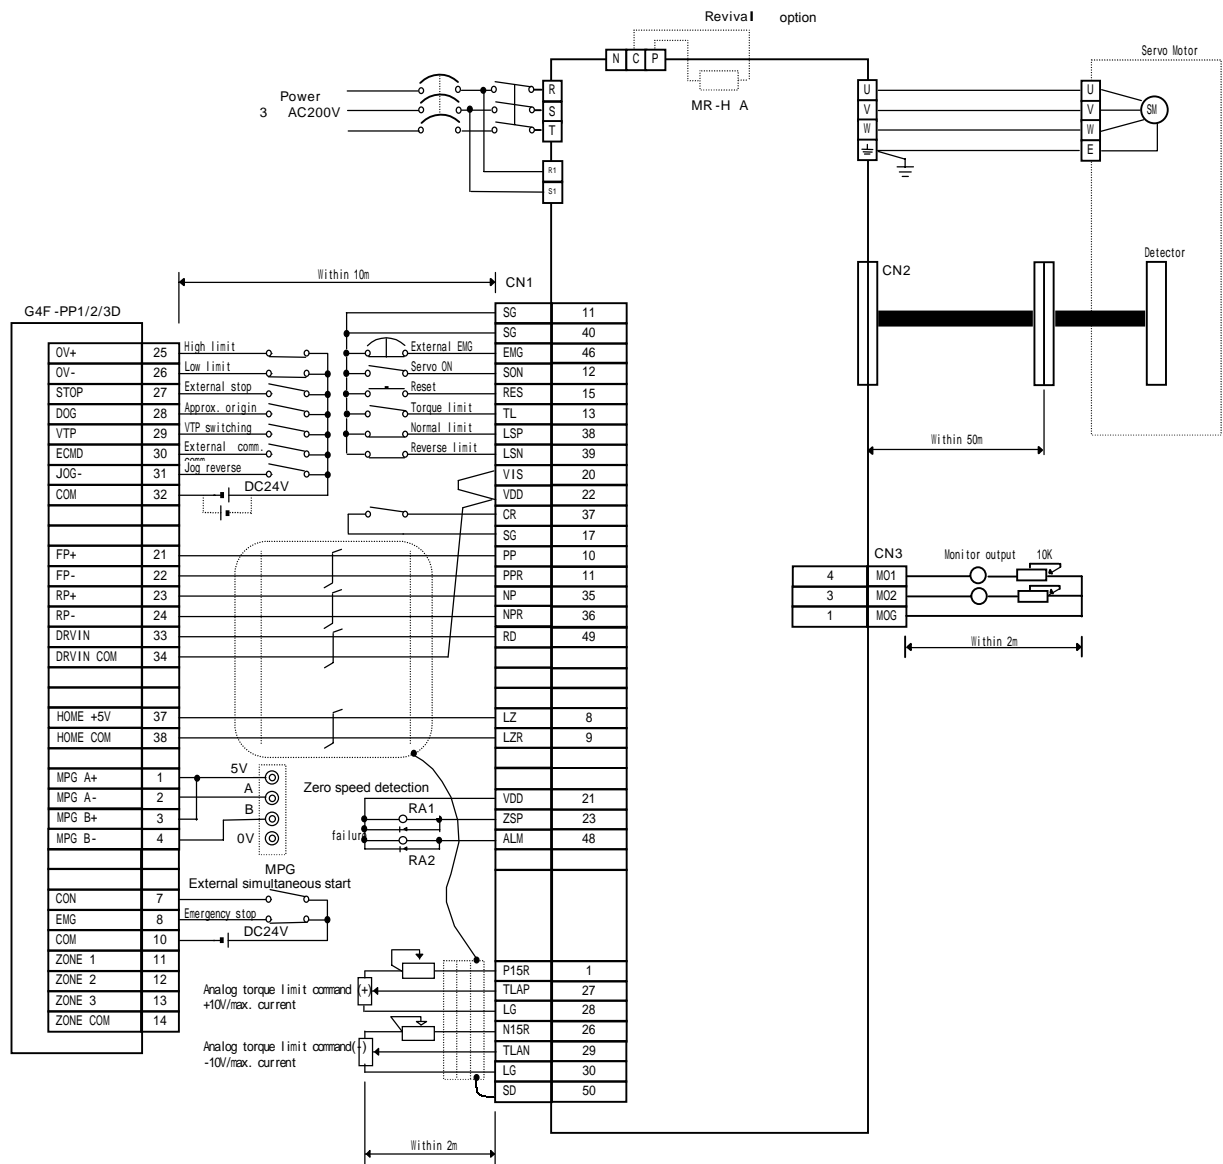 Revival option
N C P
MR-H A
Servo Motor
Power
3 AC200V
R
S
T
R1
S1
U
V
W
U
V
W
E
SM
Within 10m
CN1
CN2
Detector
Within 50m
G4F-PP1/2/3D
OV+ 25 High limit
OV- 26 Low limit
STOP 27 External stop
DOG 28 Approx. origin
VTP 29 VTP switching
ECMD 30 External comm.
comm
JOG- 31 Jog reverse
COM 32
DC24V
FP+ 21
FP- 22
RP+ 23
RP- 24
DRVIN 33
DRVIN COM 34
HOME +5V 37
HOME COM 38
MPG A+ 1
MPG A- 2
MPG B+ 3
MPG B- 4
5V
A
B
0V
MPG
External simultaneous start
CON 7
EMG 8 Emergency stop
COM 10
DC24V
ZONE 1 11
ZONE 2 12
ZONE 3 13
ZONE COM 14
SG 11
SG 40
External EMG EMG 46
Servo ON SON 12
Reset RES 15
Torque limit TL 13
Normal limit LSP 38
Reverse limit LSN 39
VIS 20
VDD 22
CR 37
SG 17
PP 10
PPR 11
NP 35
NPR 36
RD 49
LZ 8
LZR 9
Zero speed detection
VDD 21
RA1 ZSP 23
failure ALM 48
RA2
P15R 1
Analog torque limit command (+) TLAP 27
+10V/max. current
LG 28
N15R 26
Analog torque limit command(-) TLAN 29
-10V/max. current
LG 30
SD 50
Within 2m
CN3
Monitor output 10K
4 MO1
3 MO2
1 MOG
Within 2m